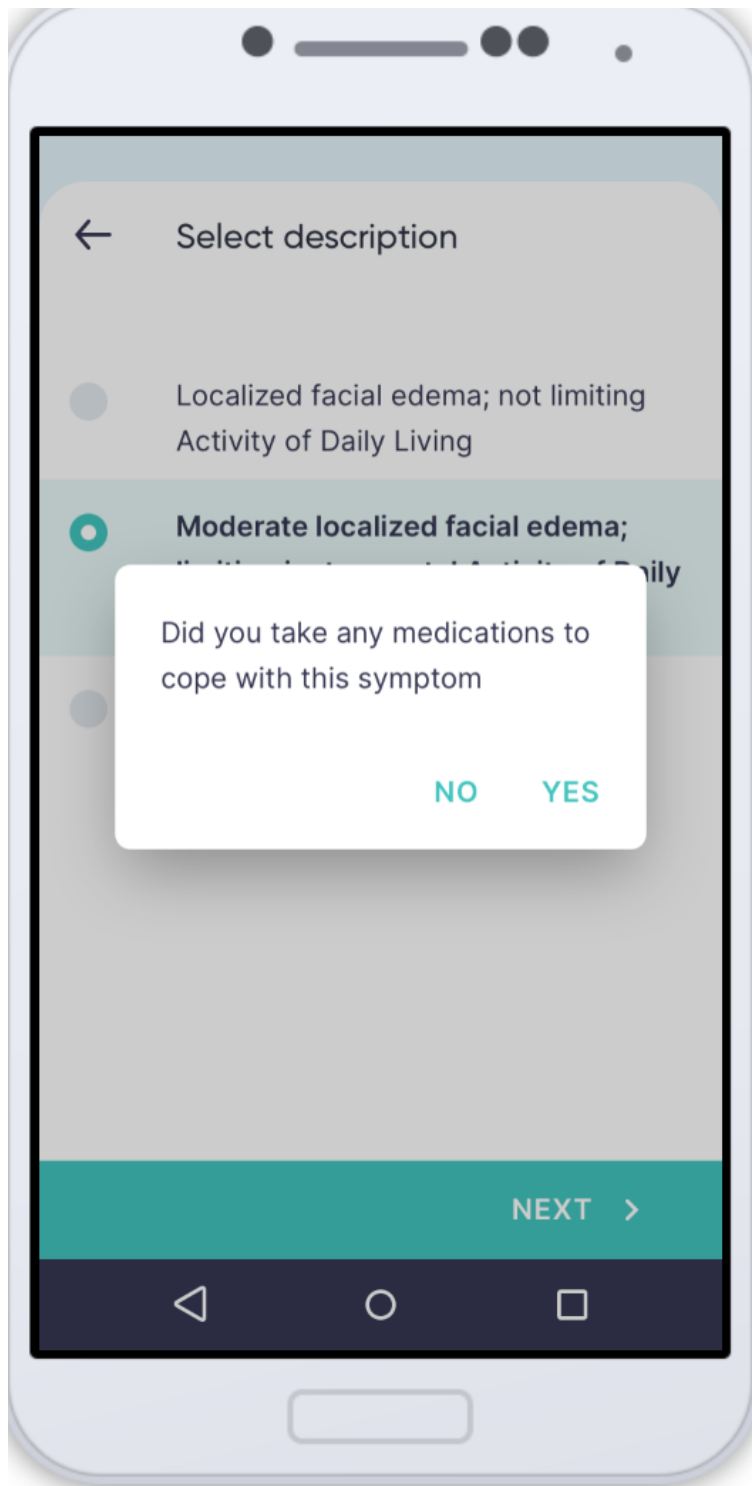 Select description
Localized facial edema; not limiting
Activity of Daily Living
Moderate localized facial edema;
Daily
Did you take any medications to
cope with this symptom
NO YES
NEXT